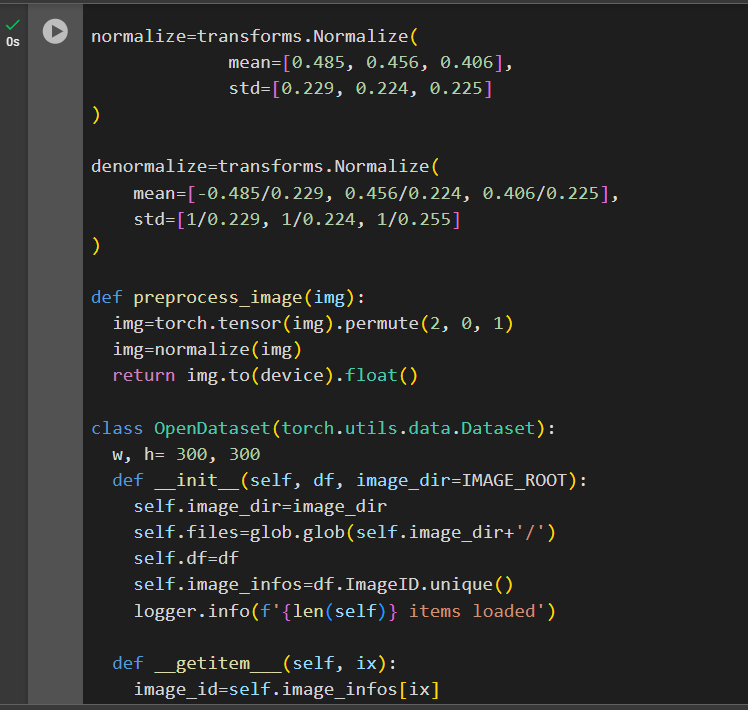 0s
normalize=transforms.Normalize(
            mean=[0.485, 0.456, 0.406],
            std=[0.229, 0.224, 0.225]
)
denormalize=transforms.Normalize(
    mean=[-0.485/0.229, 0.456/0.224, 0.406/0.225],
    std=[1/0.229, 1/0.224, 1/0.255]
)
def preprocess_image(img):
  img=torch.tensor(img).permute(2, 0, 1)
  img=normalize(img)
  return img.to(device).float()
class OpenDataset(torch.utils.data.Dataset):
  w, h= 300, 300
  def __init__(self, df, image_dir=IMAGE_ROOT):
    self.image_dir=image_dir
    self.files=glob.glob(self.image_dir+'/')
    self.df=df
    self.image_infos=df.ImageID.unique()
    logger.info(f'{len(self)} items loaded')
  def __getitem___(self, ix):
    image_id=self.image_infos[ix]